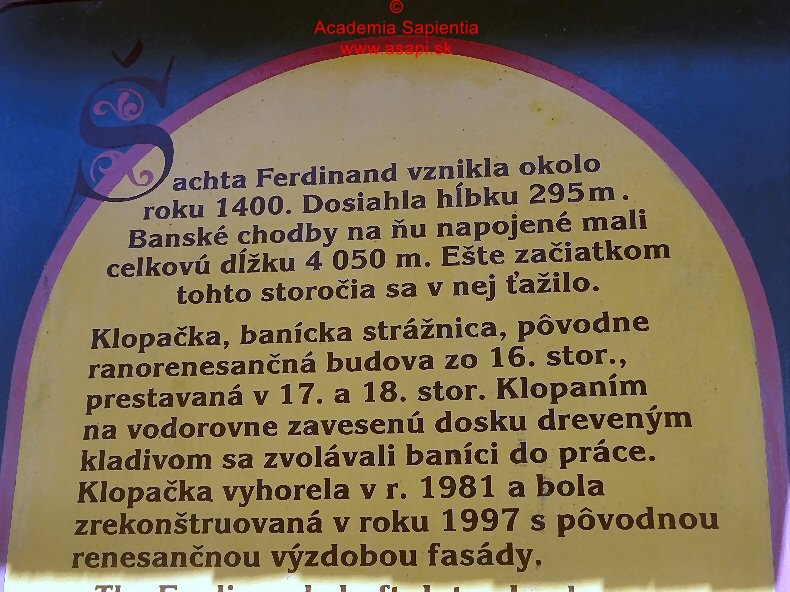 ©
Academia Sapientia
www.asapi.sk
Šachta Ferdinand vznikla okolo
roku 1400. Dosiahla hĺbku 295 m.
Banské chodby na ňu napojené mali
celkovú dĺžku 4 050 m. Ešte začiatkom
tohto storočia sa v nej ťažilo.
Klopačka, banícka strážnica, pôvodne
ranorenesančná budova zo 16. stor.,
prestavaná v 17. a 18. stor. Klopaním
na vodorovne zavesenú dosku dreveným
kladivom sa zvolávali baníci do práce.
Klopačka vyhorela v r. 1981 a bola
zrekonštruovaná v roku 1997 s pôvodnou
renesančnou výzdobou fasády.